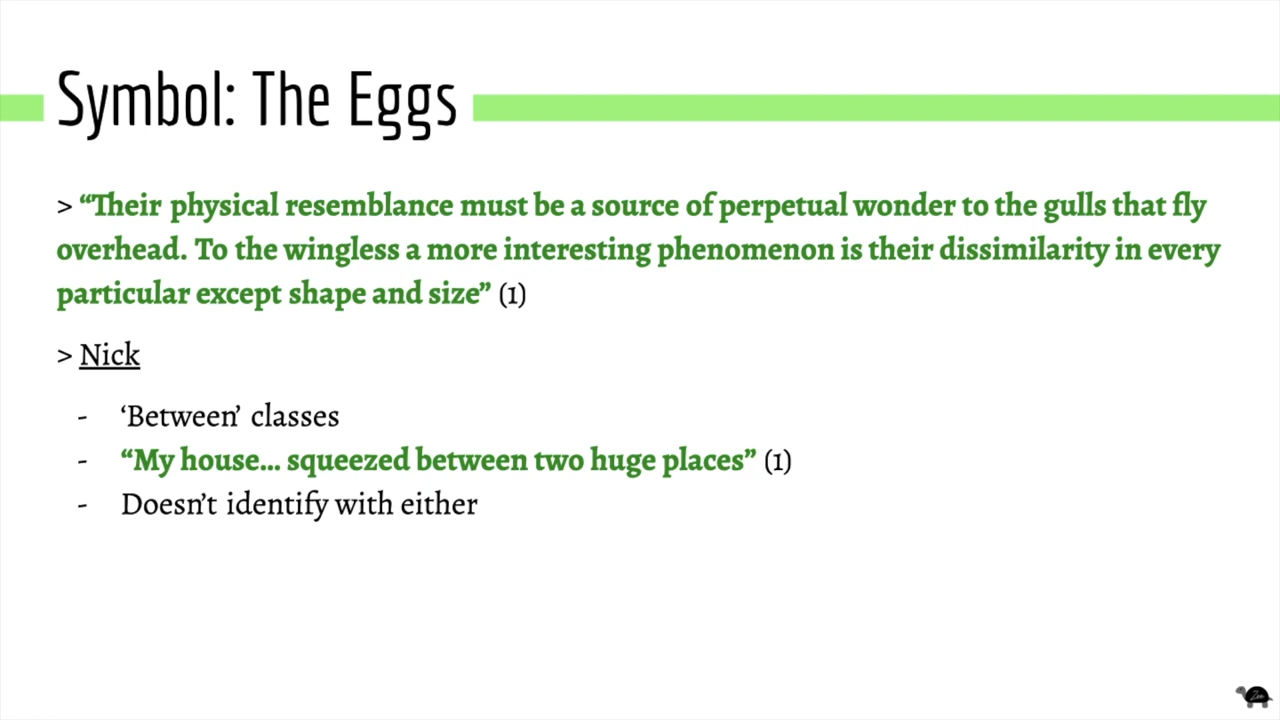 Symbol: The Eggs
> “Their physical resemblance must be a source of perpetual wonder to the gulls that fly
overhead. To the wingless a more interesting phenomenon is their dissimilarity in every
particular except shape and size” (1)
> Nick
- ‘Between’ classes
- “My house... squeezed between two huge places” (1)
- Doesn’t identify with either